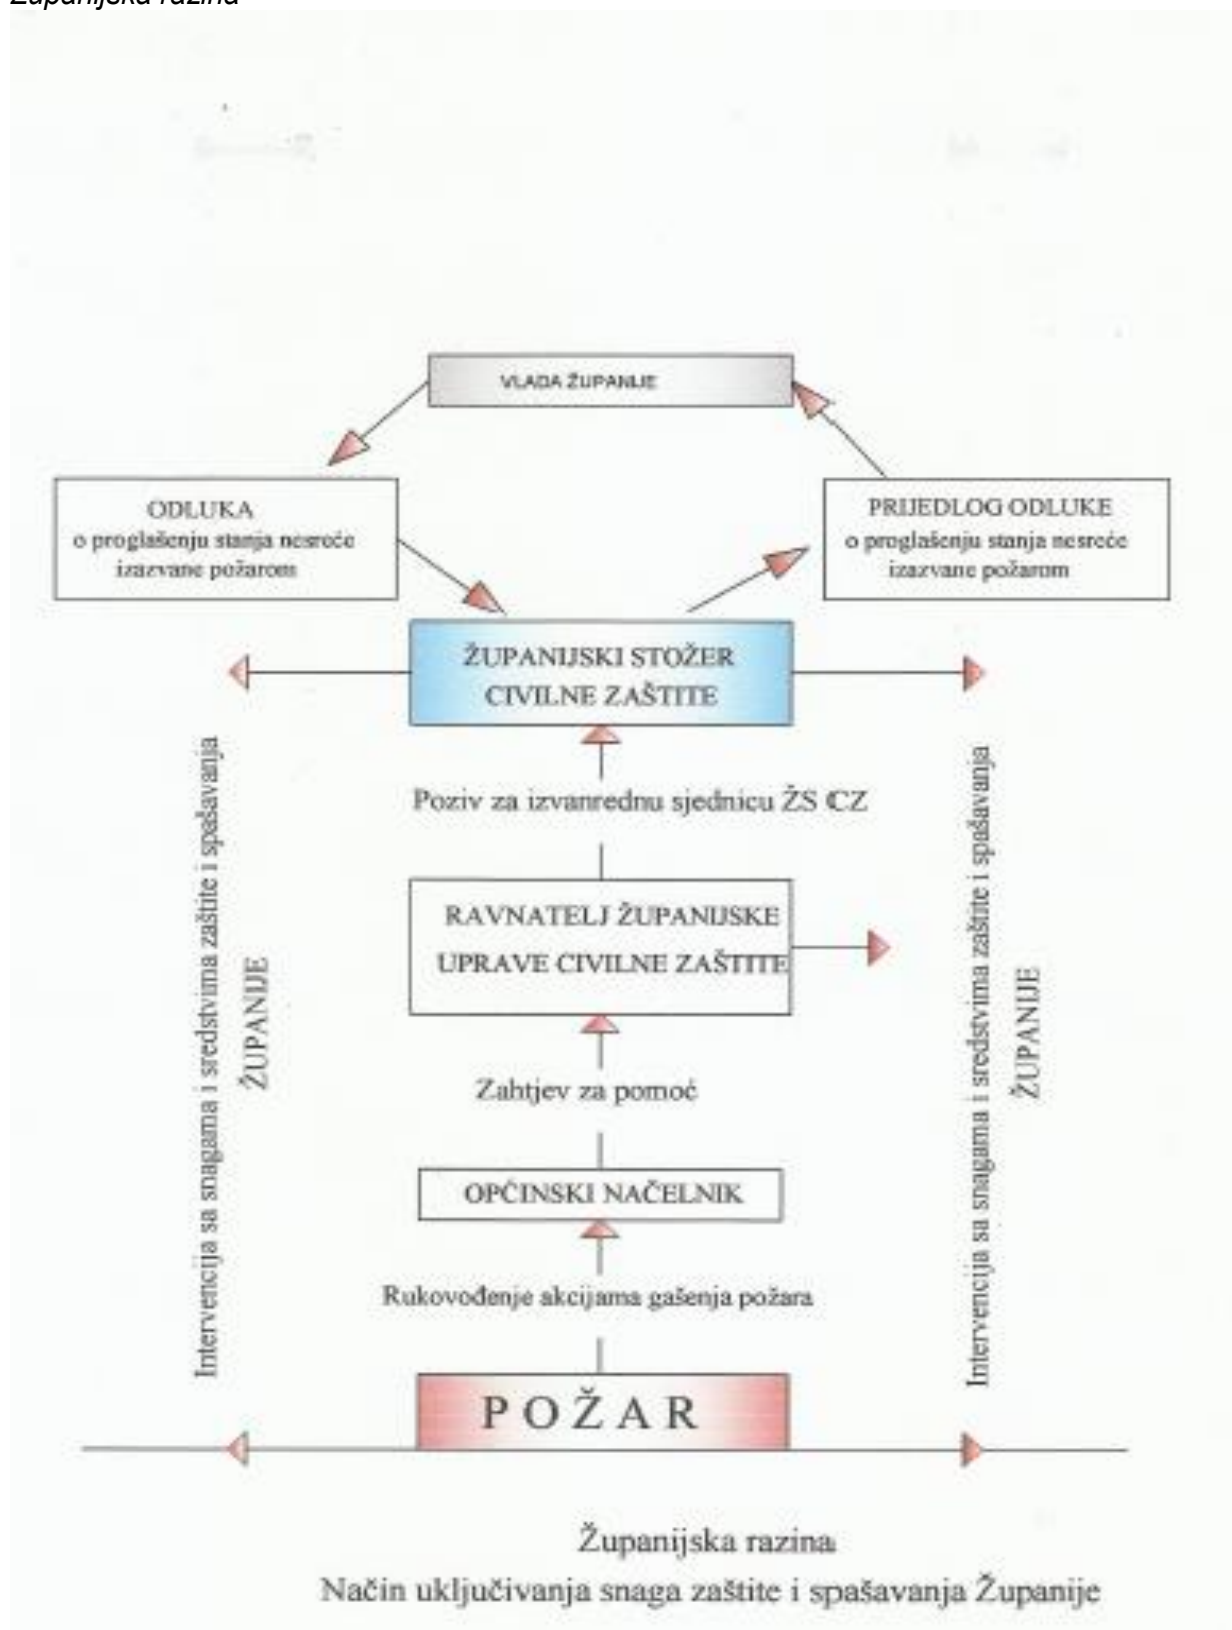 Županijska razina
VLADA ŽUPANIJE
ODLUKA
o proglašenju stanja nesreće
izazvane požarom
PRIJEDLOG ODLUKE
o proglašenju stanja nesreće
izazvane požarom
ŽUPANIJSKI STOŽER
CIVILNE ZAŠTITE
Intervencija sa snagama i sredstvima zaštite i spašavanja
ŽUPANIJE
Poziv za izvanrednu sjednicu ŽS CZ
RAVNATELJ ŽUPANIJSKE
UPRAVE CIVILNE ZAŠTITE
Zahtjev za pomoć
OPĆINSKI NAČELNIK
Rukovođenje akcijama gašenja požara
POŽAR
Intervencija sa snagama i sredstvima zaštite i spašavanja
ŽUPANIJE
Županijska razina
Način uključivanja snaga zaštite i spašavanja Županije